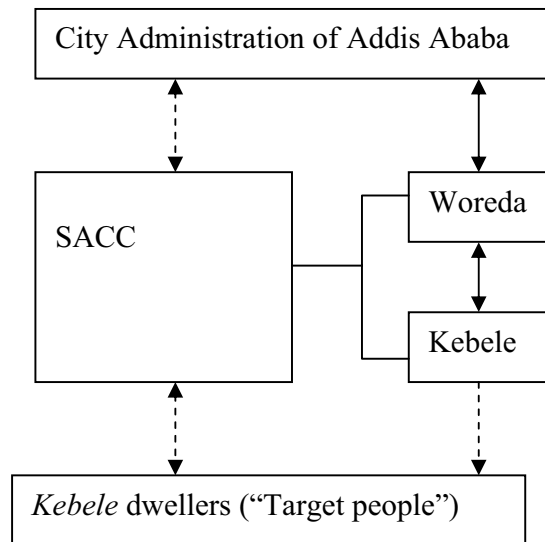 City Administration of Addis Ababa
SACC
Woreda
Kebele
Kebele dwellers (“Target people”)